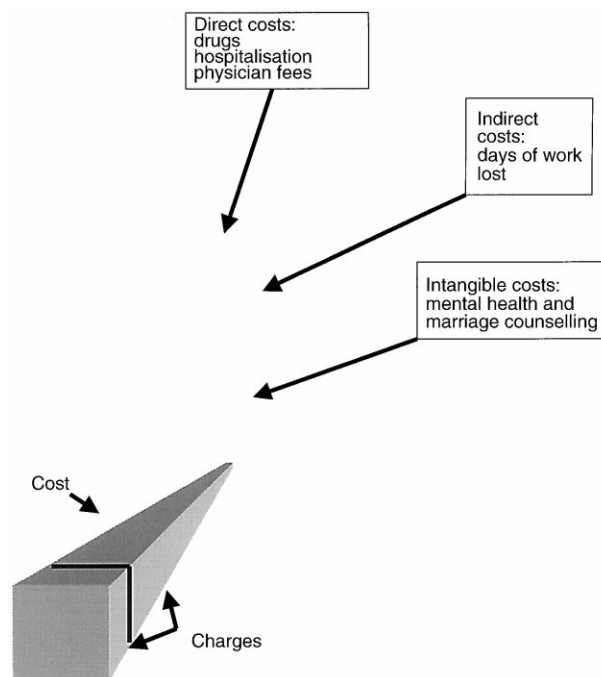 Direct costs:
drugs
hospitalisation
physician fees
Indirect
costs:
days of work
lost
Intangible costs:
mental health and
marriage counselling
Cost
Charges